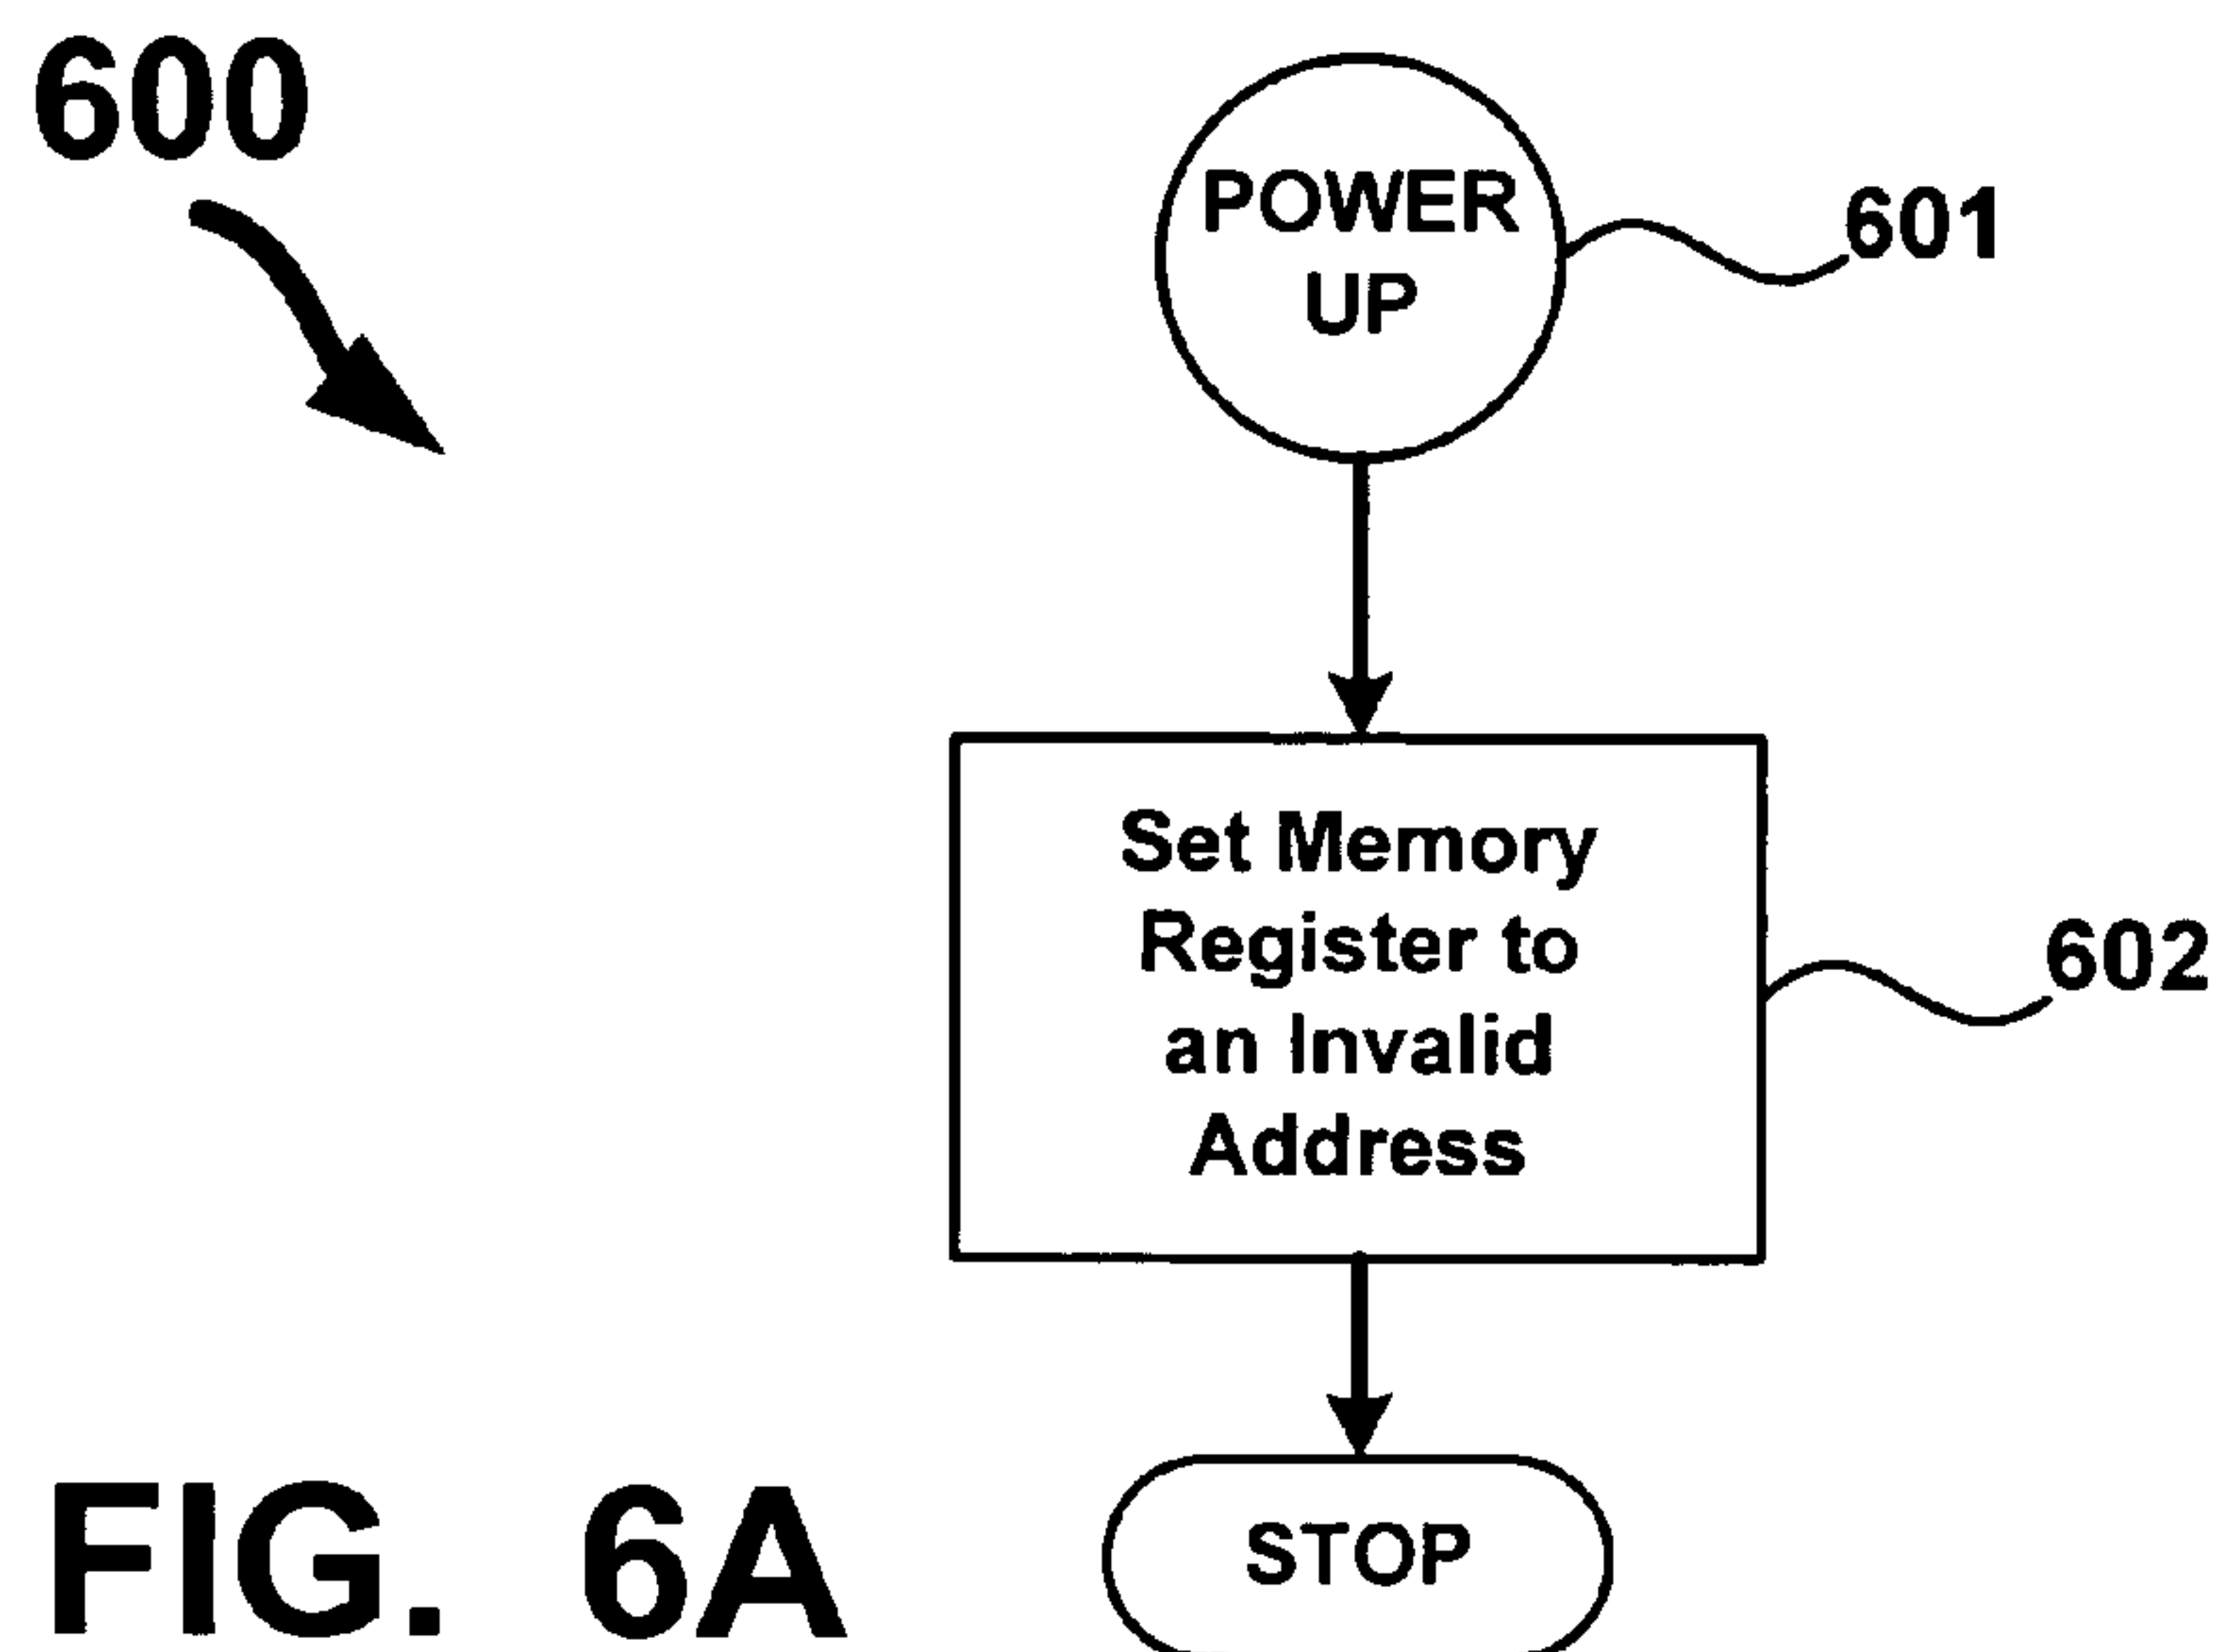 600
POWER
UP
601
Set Memory
Register to
an Invalid
Address
602
STOP
FIG. 6A